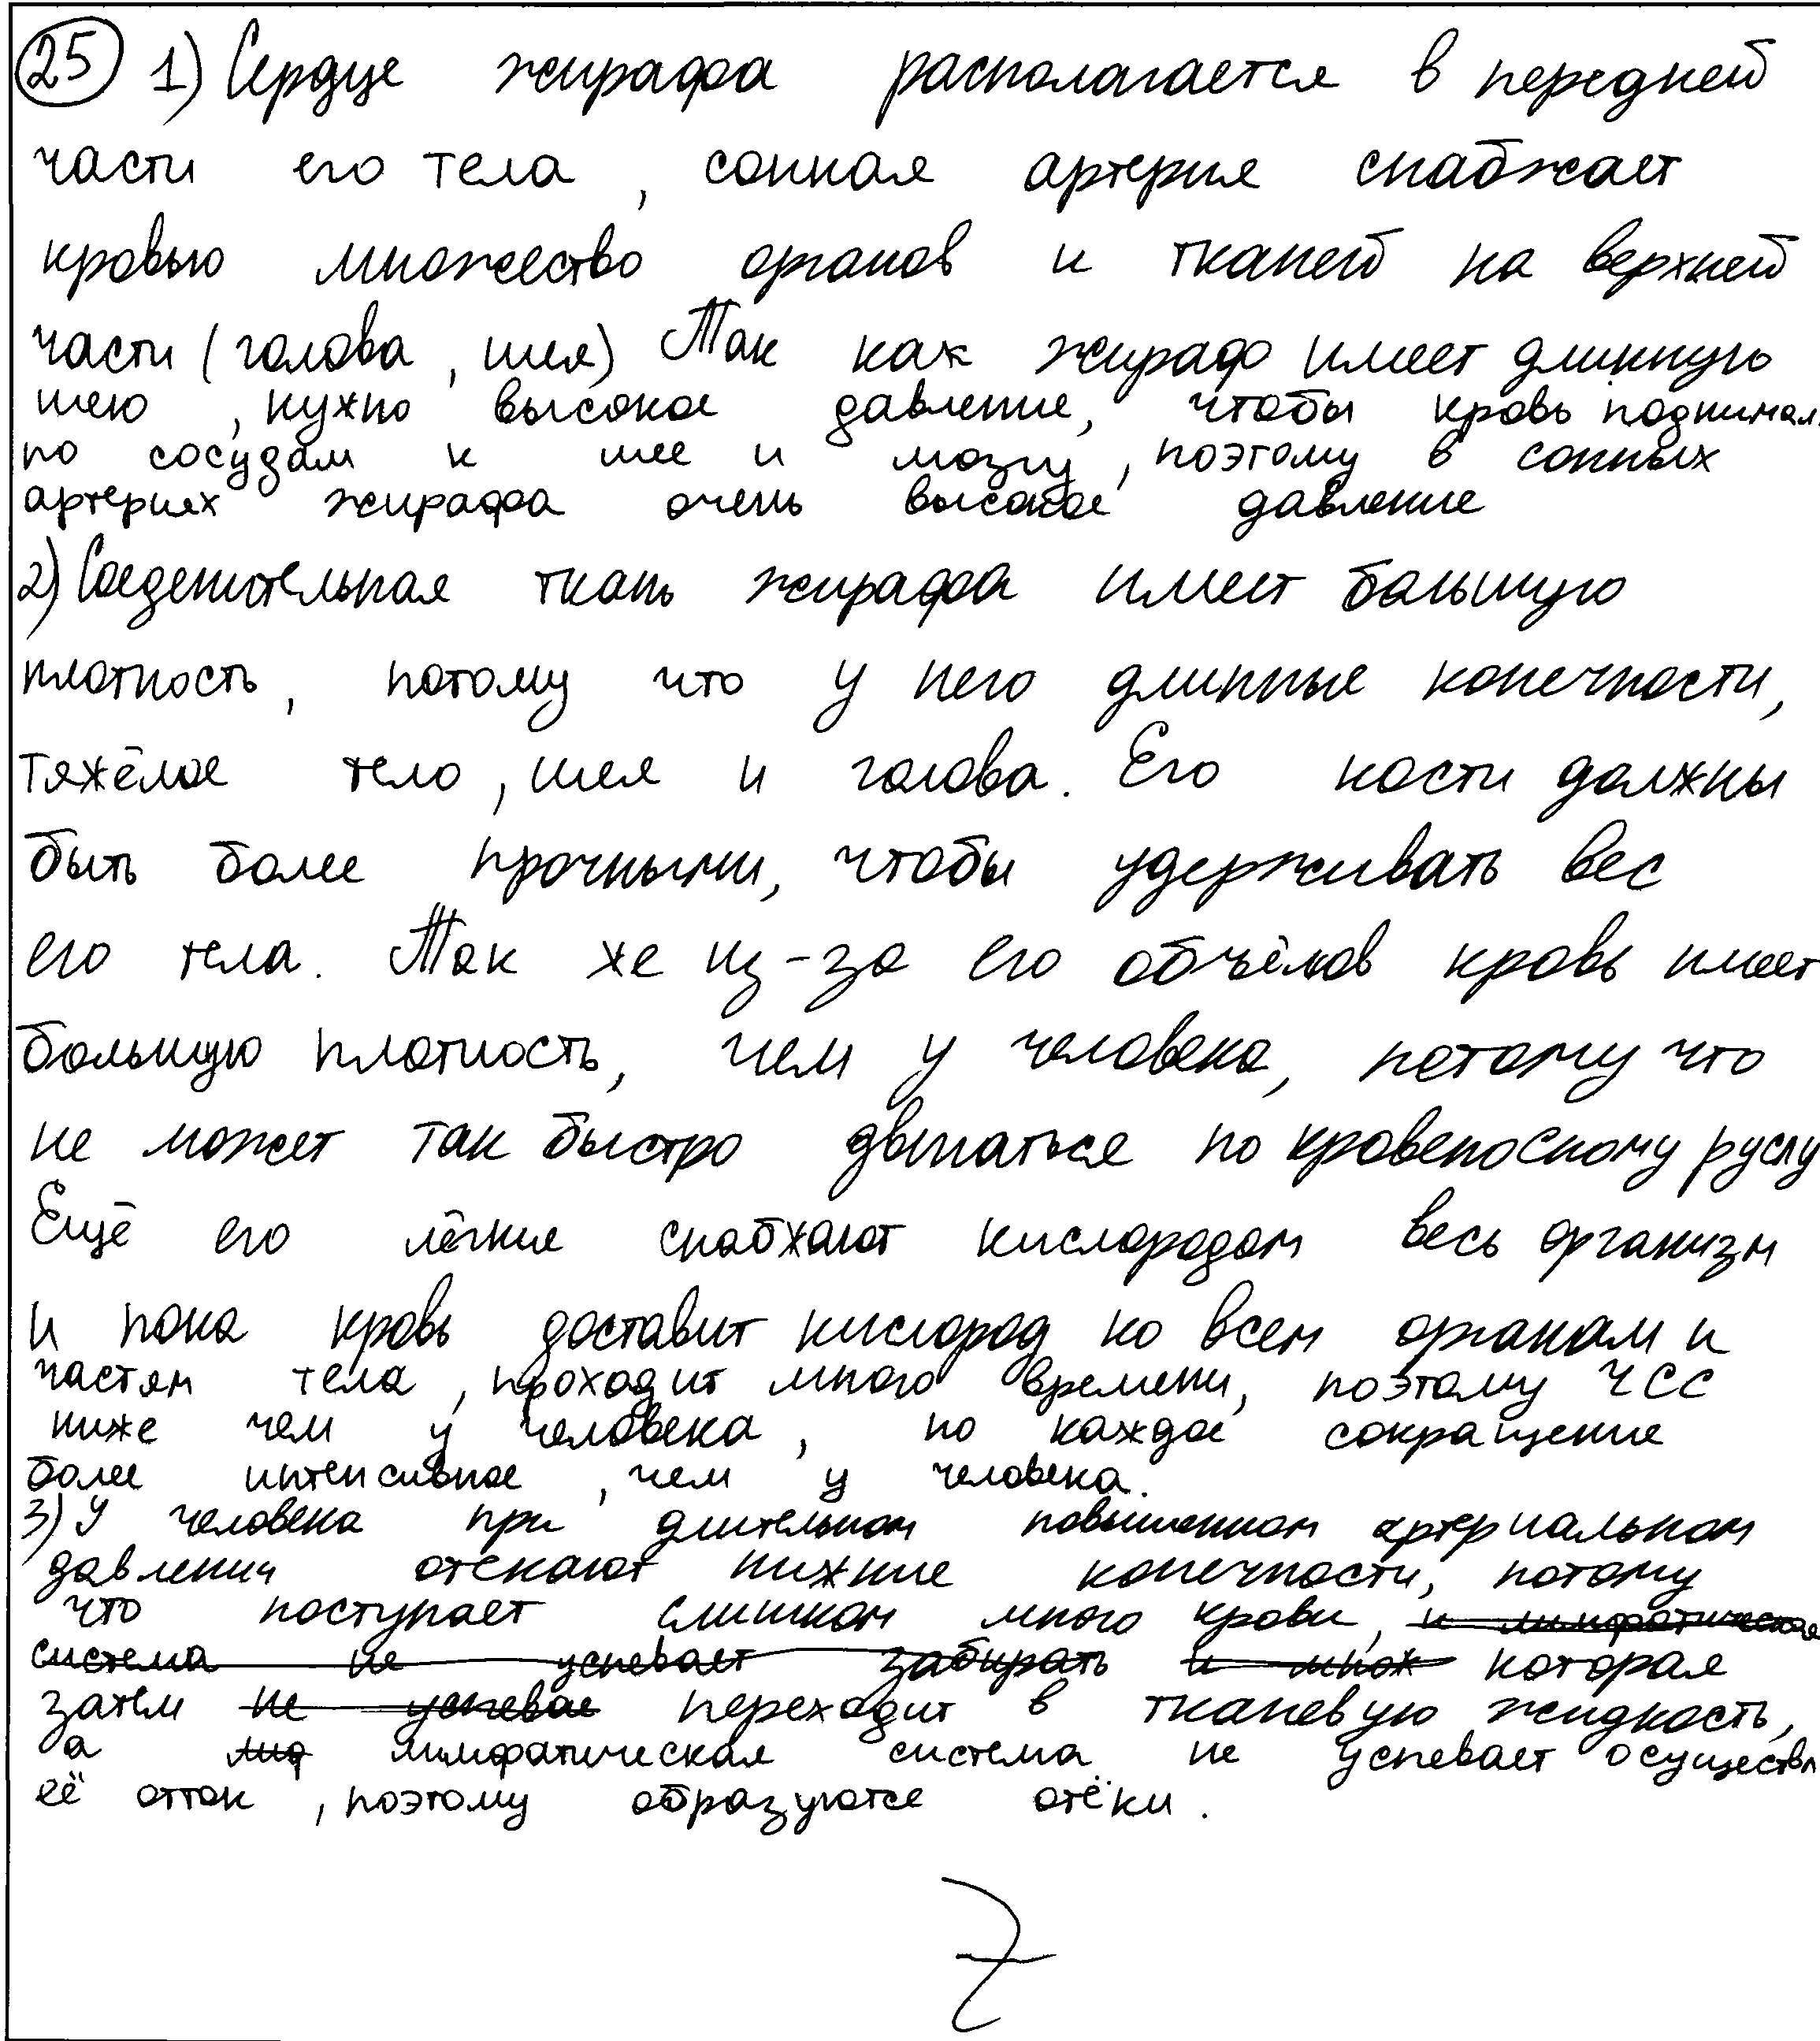 25 1) Сердце жирафа располагается в передней
части его тела, сонная артерия снабжает
кровью множество органов и тканей на верхней
части (голова, шея) Так как жираф имеет длинную
шею, нужно высокое давление, чтобы кровь поднимал
по сосудам к шее и мозгу, поэтому в сонных
артериях жирафа очень высокое давление
2) Соеденительная ткань жирафа имеет большую
плотность, потому что у него длинные конечности,
тяжёлое тело, шея и голова. Его кости должны
быть более прочными, чтобы удерживать вес
его тела. Так же из-за его объёмов кровь имеет
большую плотность, чем у человека, потому что
не может так быстро двигаться по кровеносному руслу
Ещё его лёгкие снабжают кислородом весь организм
и пока кровь доставит кислород ко всем органам и
частям тела, проходит много времени, поэтому ЧСС
ниже чем у человека, но каждое сокращение
более интенсивное, чем у человека.
3) У человека при длительном повышенном артериальном
давлении отекают нижние конечности, потому
что поступает слишком много крови, и лимфатическая
система не успевает забирать и множ которая
затем не успевае переходит в тканевую жидкость,
а лиф лимфатическая система не успевает осуществл
её отток, поэтому образуются отёки.